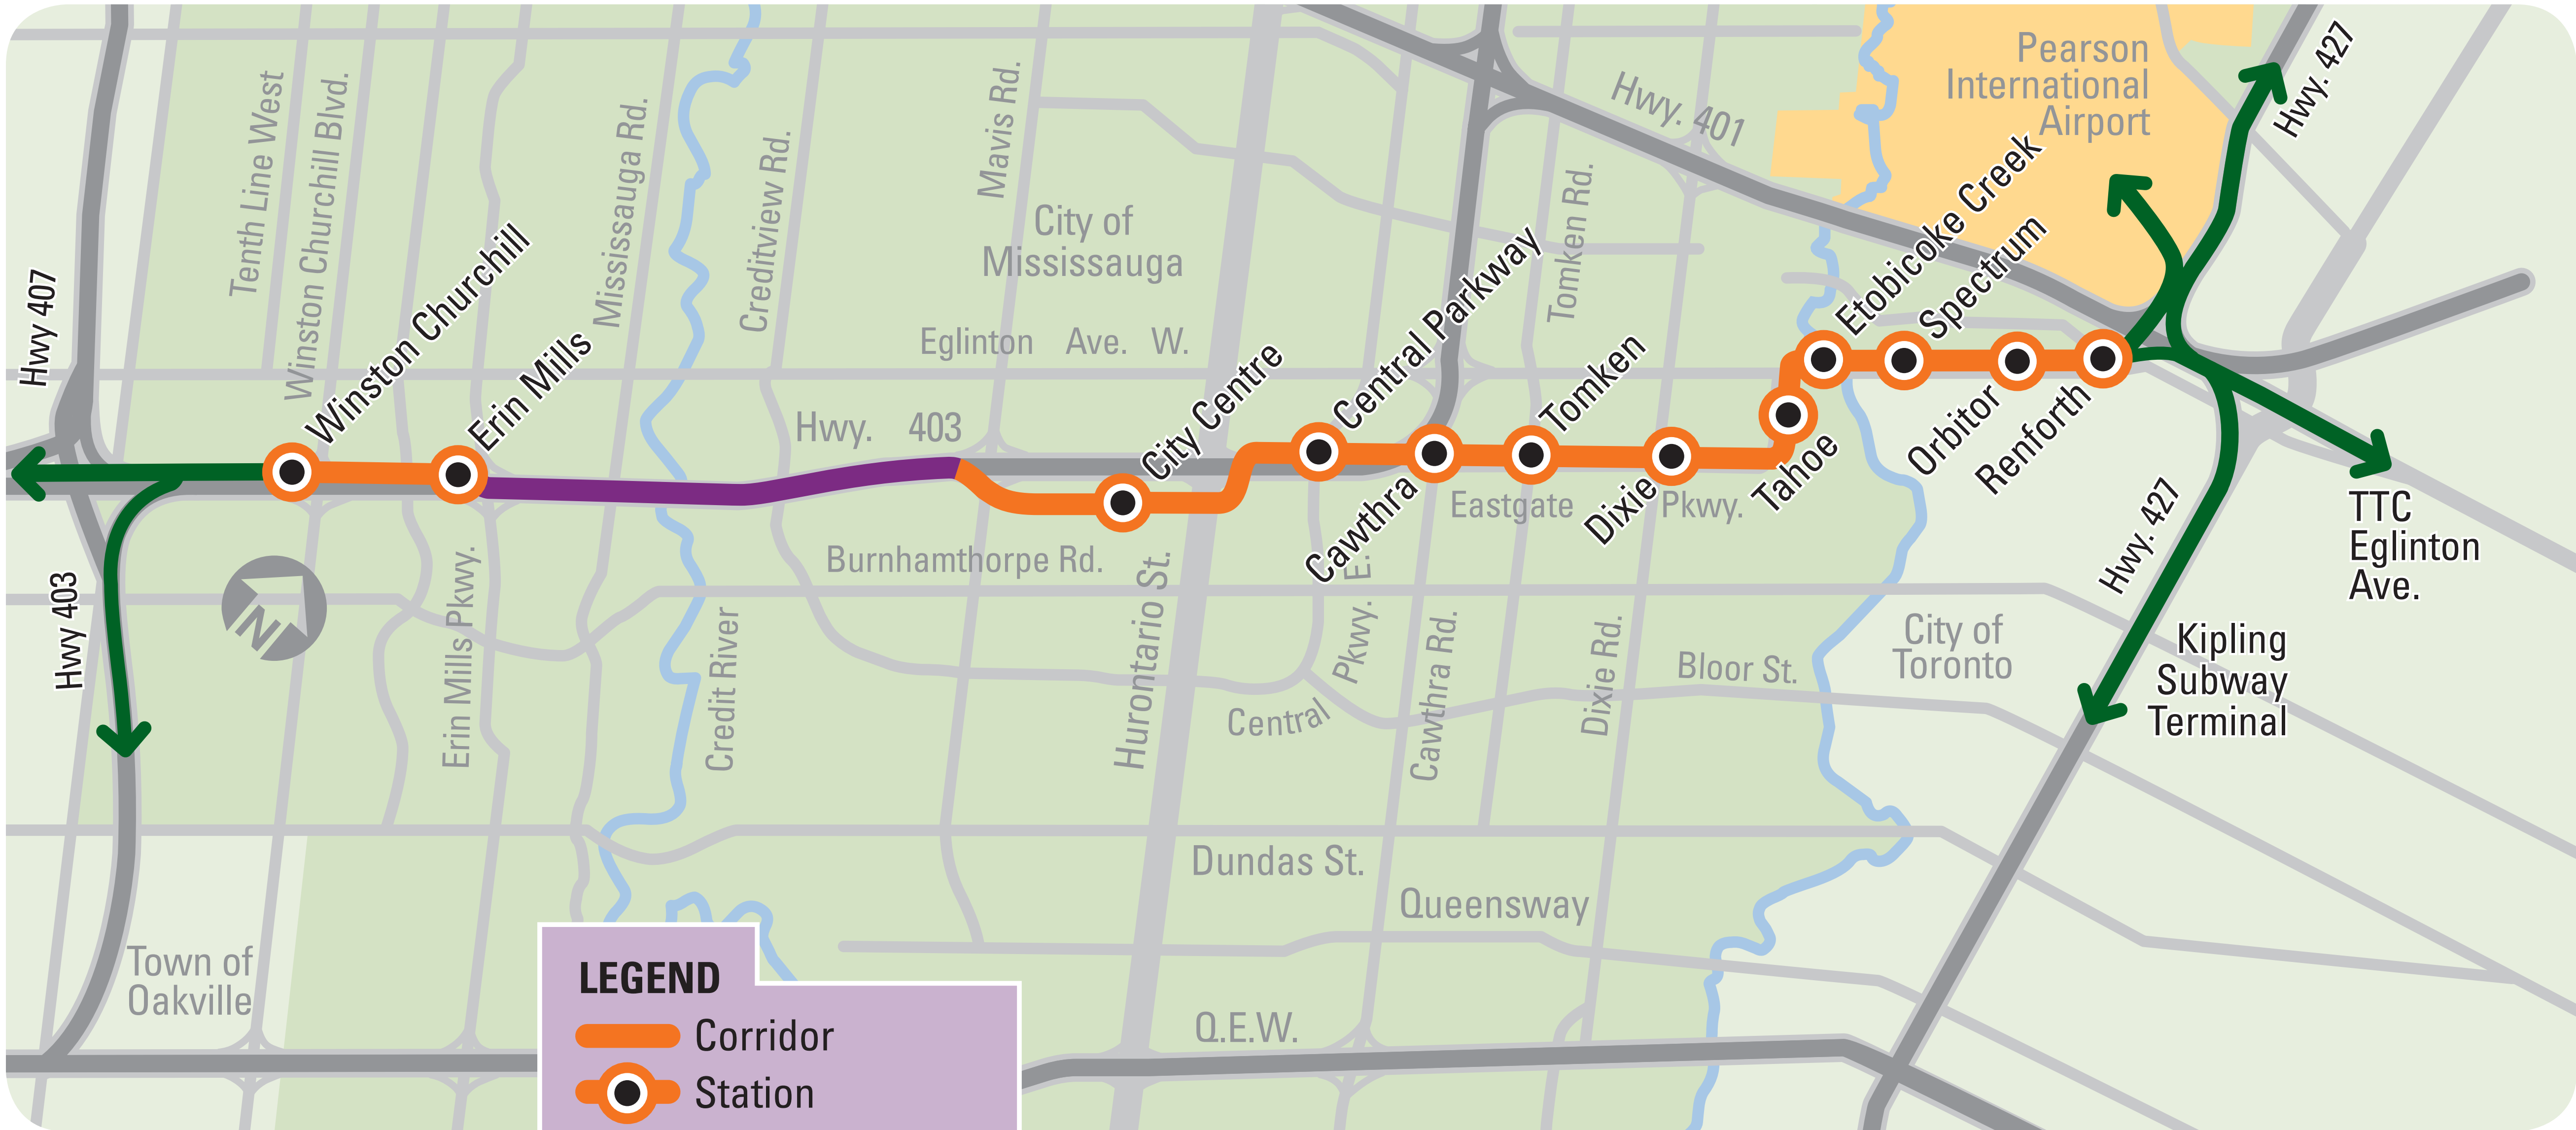 Hwy 407
Tenth Line West
Winston Churchill Blvd.
Winston Churchill
Erin Mills
Mississauga Rd.
Creditview Rd.
Mavis Rd.
City of
Mississauga
Eglinton Ave. W.
Hwy. 403
City Centre
Central Parkway
Tomken Rd.
Hwy. 401
Pearson
International
Airport
Etobicoke Creek
Spectrum
Hwy. 427
Tomken
Cawthra
Eastgate Pkwy.
Dixie
Tahoe
Orbitor
Renforth
Hwy. 427
TTC
Eglinton
Ave.
Kipling
Subway
Terminal
City of
Toronto
Hwy 403
N
Erin Mills Pkwy.
Credit River
Burnhamthorpe Rd.
Hurontario St.
Central Pkwy. E.
Cawthra Rd.
Dixie Rd.
Bloor St.
Dundas St.
Queensway
Q.E.W.
Town of
Oakville
LEGEND
Corridor
Station